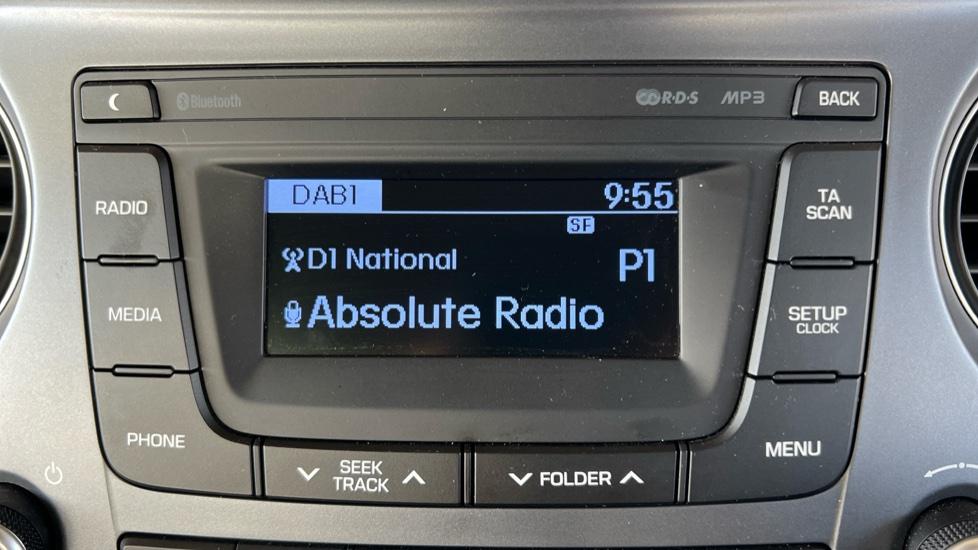 Bluetooth
R·D·S
MP3
BACK
RADIO
DAB1
9:55
TA
SCAN
SF
D1 National
P1
MEDIA
Absolute Radio
SETUP
CLOCK
PHONE
SEEK
TRACK
FOLDER
MENU